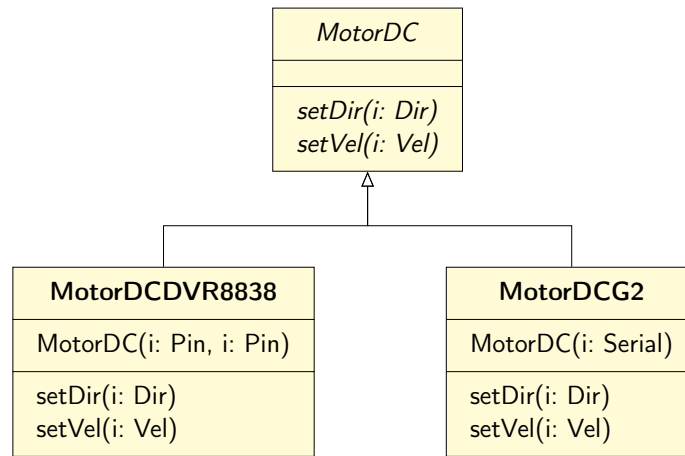 MotorDC
setDir(i: Dir)
setVel(i: Vel)
MotorDCDVR8838
MotorDC(i: Pin, i: Pin)
setDir(i: Dir)
setVel(i: Vel)
MotorDCG2
MotorDC(i: Serial)
setDir(i: Dir)
setVel(i: Vel)